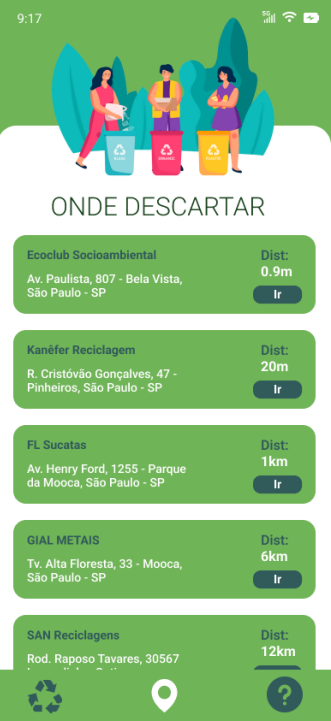 9:17
5G
ONDE DESCARTAR
Ecoclub Socioambiental
Dist:
Av. Paulista, 807 - Bela Vista,
São Paulo - SP
0.9m
Ir
Kanêfer Reciclagem
Dist:
R. Cristóvão Gonçalves, 47 -
Pinheiros, São Paulo - SP
20m
Ir
FL Sucatas
Dist:
Av. Henry Ford, 1255 - Parque
da Mooca, São Paulo - SP
1km
Ir
GIAL METAIS
Dist:
Tv. Alta Floresta, 33 - Mooca,
São Paulo - SP
6km
Ir
SAN Reciclagens
Dist:
Rod. Raposo Tavares, 30567
12km
?